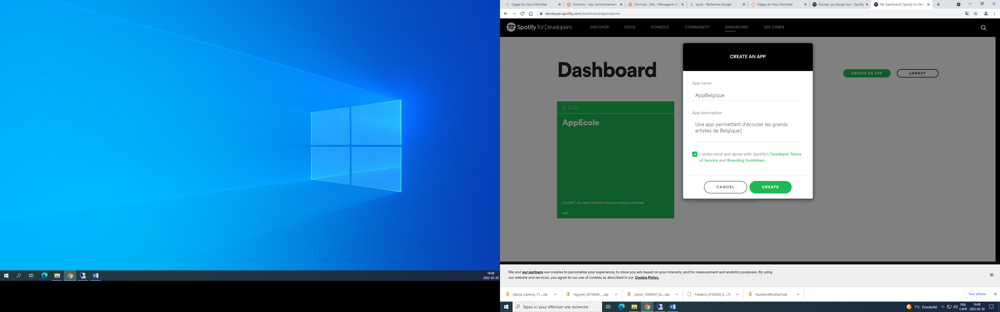 Cégep du Vieux Montréal
Omnivox - Léa, l'environnement
Omnivox - Mio - Messagerie Int
styrie - Recherche Google
Cégep du Vieux Montréal
Écouter, ça change tout - Spotify
My Dashboard | Spotify for Deve
developer.spotify.com/dashboard/applications
Spotify for Developers
DISCOVER
DOCS
CONSOLE
COMMUNITY
DASHBOARD
USE CASES
Dashboard
CREATE AN APP
LOGOUT
AppEcole
CLIENT ID e06ef65818574483ae5b206d1f63d940
test
CREATE AN APP
App name
AppBelgique
App description
Une app permettant d'écouter les grands
artistes de Belgique
I understand and agree with Spotify's Developer Terms
of Service and Branding Guidelines
CANCEL
CREATE
We and our partners use cookies to personalize your experience, to show you ads based on your interests, and for measurement and analytics purposes. By using
our website and services, you agree to our use of cookies as described in our Cookie Policy.
Garcia_Camino_11....zip
Nguyen_0570049_....zip
Caron_1569047_Ex....zip
Frederic_0738308_E....7z
Numero4Etudiant.zip
Tout afficher
16:48
2022-03-30
Tapez ici pour effectuer une recherche
1°C Ensoleillé
FRA
CAFR
16:48
2022-03-30